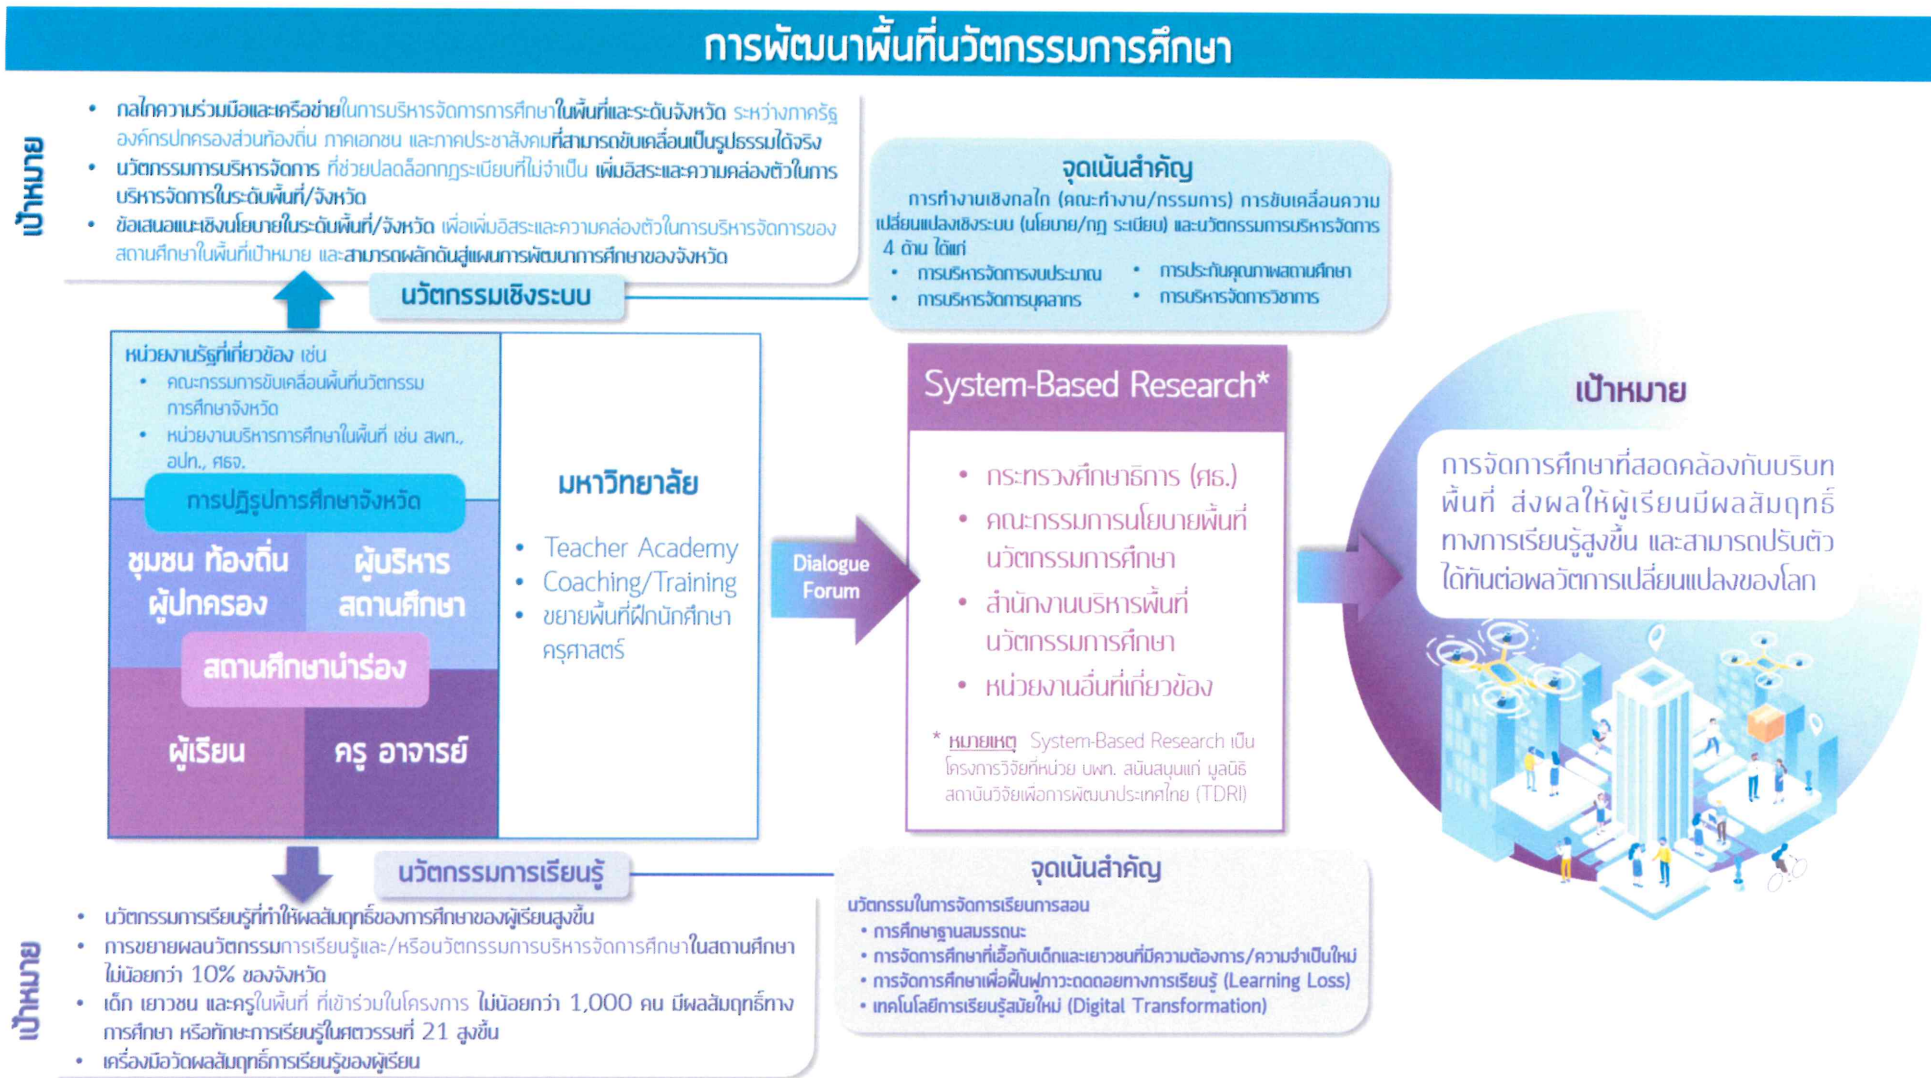 การพัฒนาพื้นที่นวัตกรรมการศึกษา
เป้าหมาย
• กลไกความร่วมมือและเครือข่ายในการบริหารจัดการการศึกษาในพื้นที่และระดับจังหวัด ระหว่างภาครัฐ
องค์กรปกครองส่วนท้องถิ่น ภาคเอกชน และภาคประชาสังคมที่สามารถขับเคลื่อนเป็นรูปธรรมได้จริง
• นวัตกรรมการบริหารจัดการ ที่ช่วยปลดล็อกกฎระเบียบที่ไม่จำเป็น เพิ่มอิสระและความคล่องตัวในการ
บริหารจัดการในระดับพื้นที่/จังหวัด
• ข้อเสนอแนะเชิงนโยบายในระดับพื้นที่/จังหวัด เพื่อเพิ่มอิสระและความคล่องตัวในการบริหารจัดการของ
สถานศึกษาในพื้นที่เป้าหมาย และสามารถผลักดันสู่แผนการพัฒนาการศึกษาของจังหวัด
นวัตกรรมเชิงระบบ
จุดเน้นสำคัญ
การทำงานเชิงกลไก (คณะทำงาน/กรรมการ) การขับเคลื่อนความ
เปลี่ยนแปลงเชิงระบบ (นโยบาย/กฎ ระเบียบ) และนวัตกรรมการบริหารจัดการ
4 ด้าน ได้แก่
• การบริหารจัดการงบประมาณ
• การบริหารจัดการบุคลากร
• การประกันคุณภาพสถานศึกษา
• การบริหารจัดการวิชาการ
หน่วยงานรัฐที่เกี่ยวข้อง เช่น
• คณะกรรมการขับเคลื่อนพื้นที่นวัตกรรม
การศึกษาจังหวัด
• หน่วยงานบริหารการศึกษาในพื้นที่ เช่น สพท.,
อปท., ศธจ.
การปฏิรูปการศึกษาจังหวัด
ชุมชน ท้องถิ่น
ผู้ปกครอง
ผู้บริหาร
สถานศึกษา
สถานศึกษานำร่อง
ผู้เรียน
ครู อาจารย์
มหาวิทยาลัย
• Teacher Academy
• Coaching/Training
• ขยายพื้นที่ฝึกนักศึกษา
ครุศาสตร์
Dialogue
Forum
System-Based Research*
• กระทรวงศึกษาธิการ (ศธ.)
• คณะกรรมการนโยบายพื้นที่
นวัตกรรมการศึกษา
• สำนักงานบริหารพื้นที่
นวัตกรรมการศึกษา
• หน่วยงานอื่นที่เกี่ยวข้อง
* หมายเหตุ System-Based Research เป็น
โครงการวิจัยที่หน่วย บพท. สนับสนุนแก่ มูลนิธิ
สถาบันวิจัยเพื่อการพัฒนาประเทศไทย (TDRI)
เป้าหมาย
การจัดการศึกษาที่สอดคล้องกับบริบท
พื้นที่ ส่งผลให้ผู้เรียนมีผลสัมฤทธิ์
ทางการเรียนรู้สูงขึ้น และสามารถปรับตัว
ได้ทันต่อพลวัตการเปลี่ยนแปลงของโลก
นวัตกรรมการเรียนรู้
เป้าหมาย
• นวัตกรรมการเรียนรู้ที่ทำให้ผลสัมฤทธิ์ของการศึกษาของผู้เรียนสูงขึ้น
• การขยายผลนวัตกรรมการเรียนรู้และ/หรือนวัตกรรมการบริหารจัดการศึกษาในสถานศึกษา
ไม่น้อยกว่า 10% ของจังหวัด
• เด็ก เยาวชน และครูในพื้นที่ ที่เข้าร่วมในโครงการ ไม่น้อยกว่า 1,000 คน มีผลสัมฤทธิ์ทาง
การศึกษา หรือทักษะการเรียนรู้ในศตวรรษที่ 21 สูงขึ้น
• เครื่องมือวัดผลสัมฤทธิ์การเรียนรู้ของผู้เรียน
จุดเน้นสำคัญ
นวัตกรรมในการจัดการเรียนการสอน
• การศึกษาฐานสมรรถนะ
• การจัดการศึกษาที่เอื้อกับเด็กและเยาวชนที่มีความต้องการ/ความจำเป็นใหม่
• การจัดการศึกษาเพื่อฟื้นฟูภาวะถดถอยทางการเรียนรู้ (Learning Loss)
• เทคโนโลยีการเรียนรู้สมัยใหม่ (Digital Transformation)